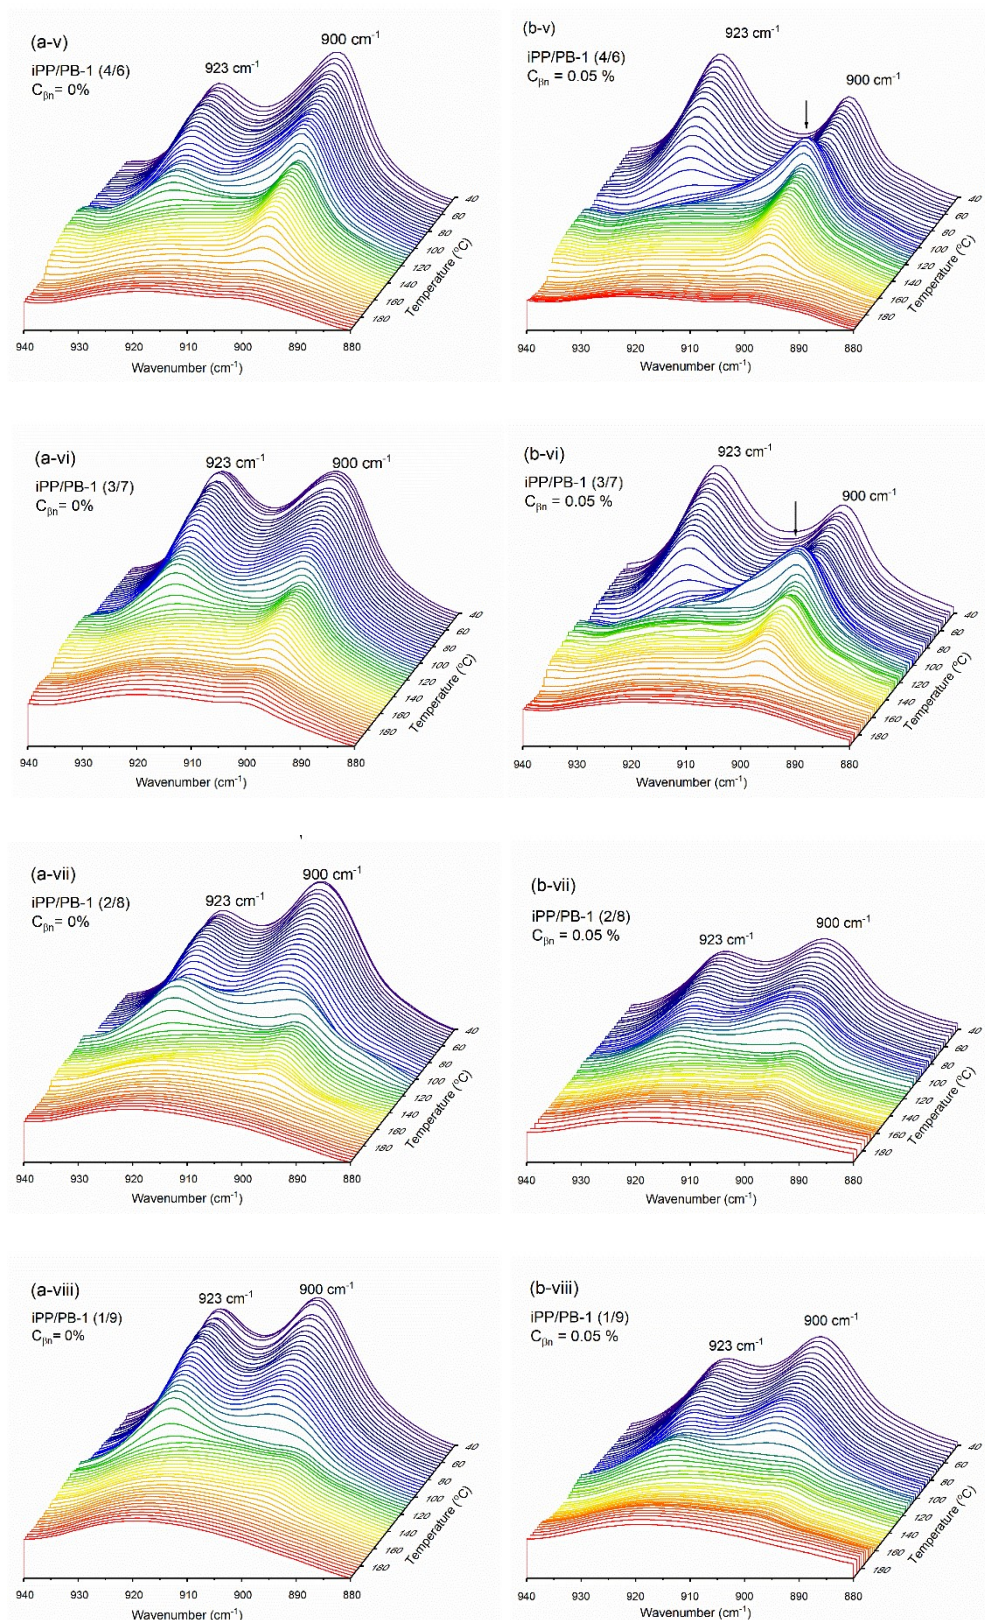 (a-v)
iPP/PB-1 (4/6)
Cβn= 0%
923 cm-1
900 cm-1
40
60
80
100
120
140
160
180
Temperature (°C)
940 930 920 910 900 890 880
Wavenumber (cm-1)
(b-v)
iPP/PB-1 (4/6)
Cβn = 0.05 %
923 cm-1
900 cm-1
40
60
80
100
120
140
160
180
Temperature (°C)
940 930 920 910 900 890 880
Wavenumber (cm-1)
(a-vi)
iPP/PB-1 (3/7)
Cβn= 0%
923 cm-1
900 cm-1
40
60
80
100
120
140
160
180
Temperature (°C)
940 930 920 910 900 890 880
Wavenumber (cm-1)
(b-vi)
iPP/PB-1 (3/7)
Cβn = 0.05 %
923 cm-1
900 cm-1
40
60
80
100
120
140
160
180
Temperature (°C)
940 930 920 910 900 890 880
Wavenumber (cm-1)
(a-vii)
iPP/PB-1 (2/8)
Cβn= 0%
923 cm-1
900 cm-1
40
60
80
100
120
140
160
180
Temperature (°C)
940 930 920 910 900 890 880
Wavenumber (cm-1)
(b-vii)
iPP/PB-1 (2/8)
Cβn = 0.05 %
923 cm-1
900 cm-1
40
60
80
100
120
140
160
180
Temperature (°C)
940 930 920 910 900 890 880
Wavenumber (cm-1)
(a-viii)
iPP/PB-1 (1/9)
Cβn= 0%
923 cm-1
900 cm-1
40
60
80
100
120
140
160
180
Temperature (°C)
940 930 920 910 900 890 880
Wavenumber (cm-1)
(b-viii)
iPP/PB-1 (1/9)
Cβn = 0.05 %
923 cm-1
900 cm-1
40
60
80
100
120
140
160
180
Temperature (°C)
940 930 920 910 900 890 880
Wavenumber (cm-1)